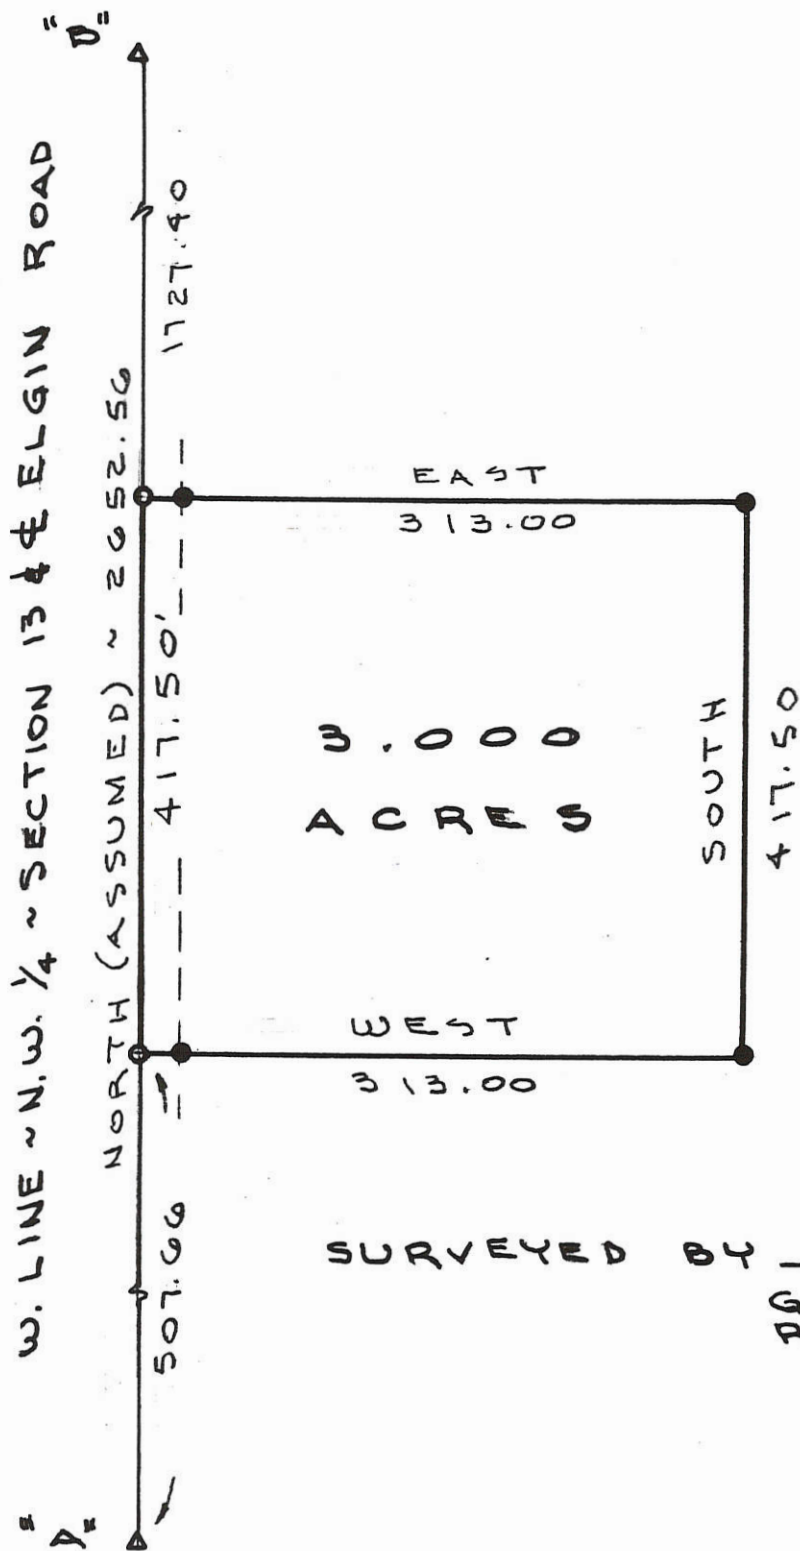 "B"
W. LINE ~ N.W. ¼ ~ SECTION 13 & ℄ ELGIN ROAD
NORTH (ASSUMED) ~ 2652.56
1727.40
417.50'
507.66
EAST
313.00
3.000
ACRES
SOUTH
417.50
WEST
313.00
SURVEYED BY
"A"